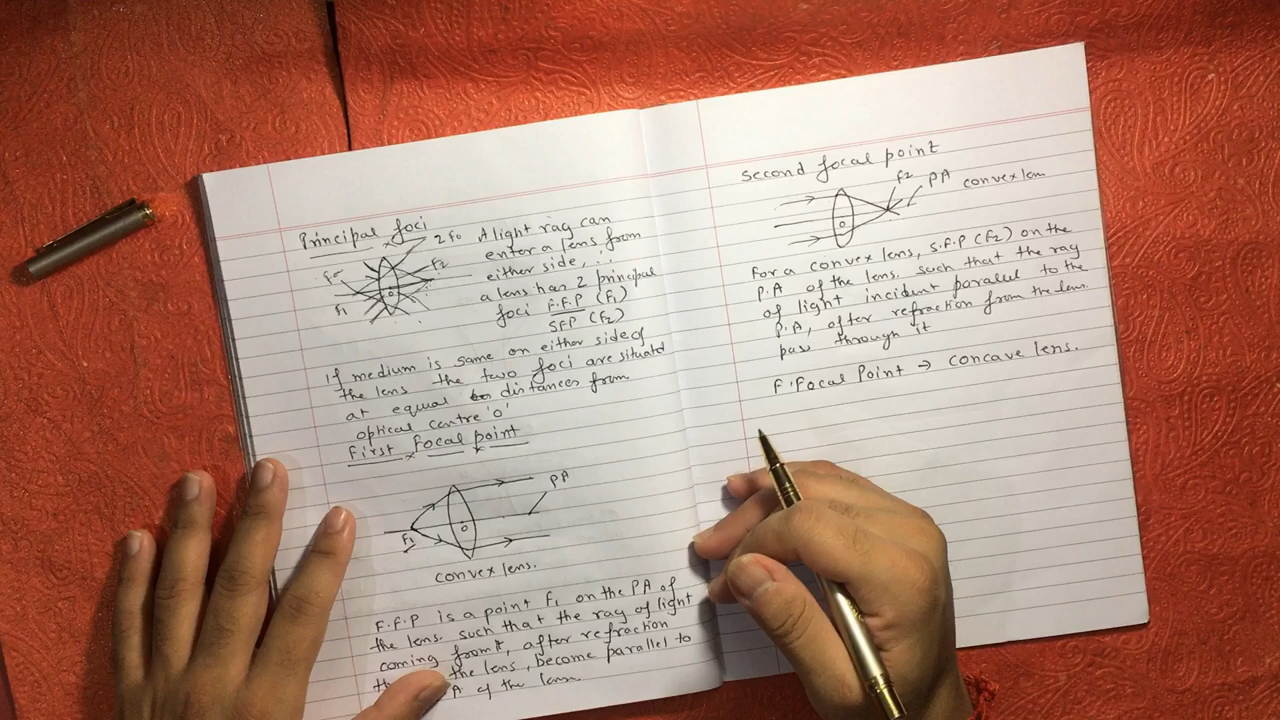 Principal foci
2Fo
F2
F1
O
A light ray can
enter a lens from
either side, ∴
a lens has 2 principal
foci F.F.P (F1)
SFP (F2)
If medium is same on either side of
the lens the two foci are situated
at equal distances from
optical centre 'O'
First Focal point
PA
O
F1
convex lens.
F.F.P is a point F1 on the PA of
the lens. such that the ray of light
coming from it, after refraction
the lens, become parallel to
A of the lens
Second focal point
F2
PA
convex len
O
For a convex lens, S.F.P (F2) on the
P.A of the lens. such that the ray
of light incident parallel to the
P.A, after refraction from the lens.
pass through it
F. Focal Point → concave lens.